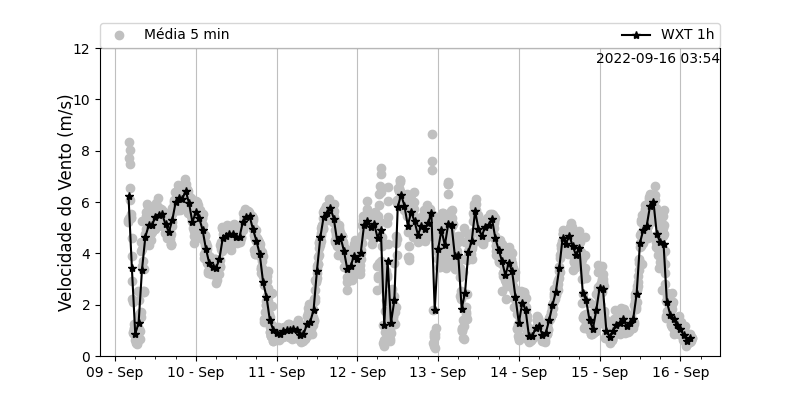 Média 5 min
WXT 1h
2022-09-16 03:54
Velocidade do Vento (m/s)
12
10
8
6
4
2
0
09 - Sep
10 - Sep
11 - Sep
12 - Sep
13 - Sep
14 - Sep
15 - Sep
16 - Sep